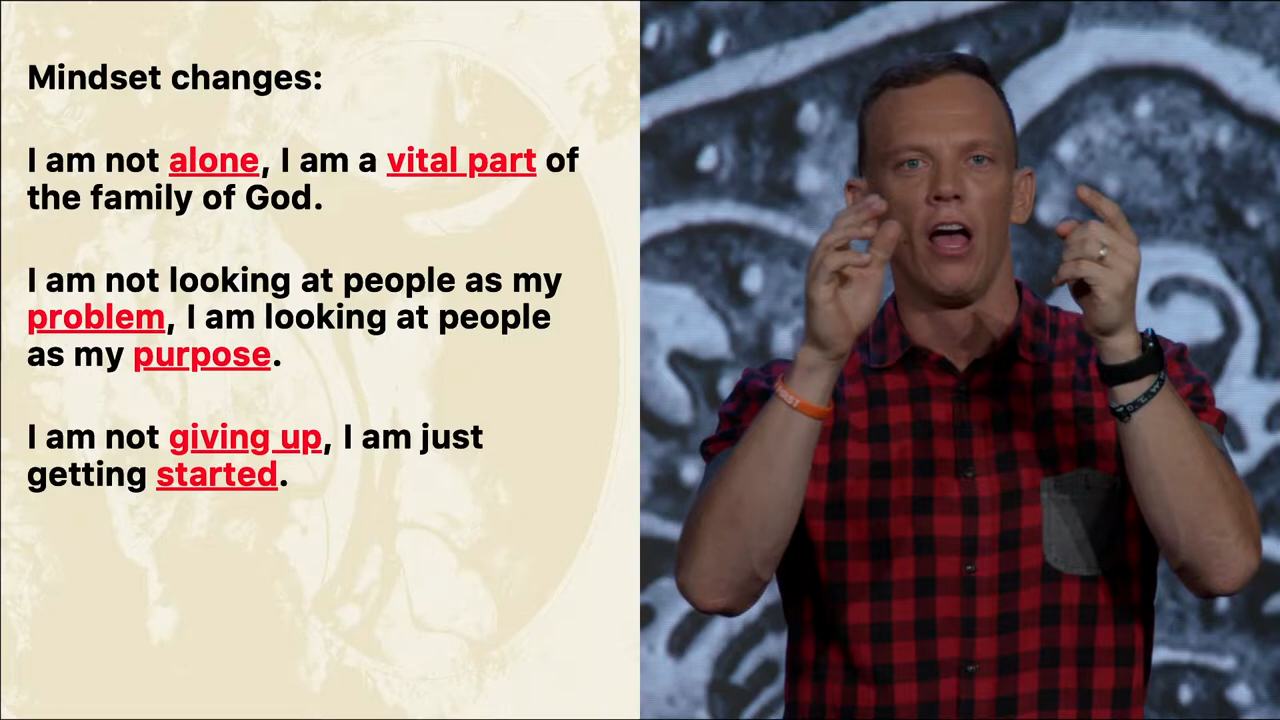 Mindset changes:
I am not alone, I am a vital part of
the family of God.
I am not looking at people as my
problem, I am looking at people
as my purpose.
I am not giving up, I am just
getting started.